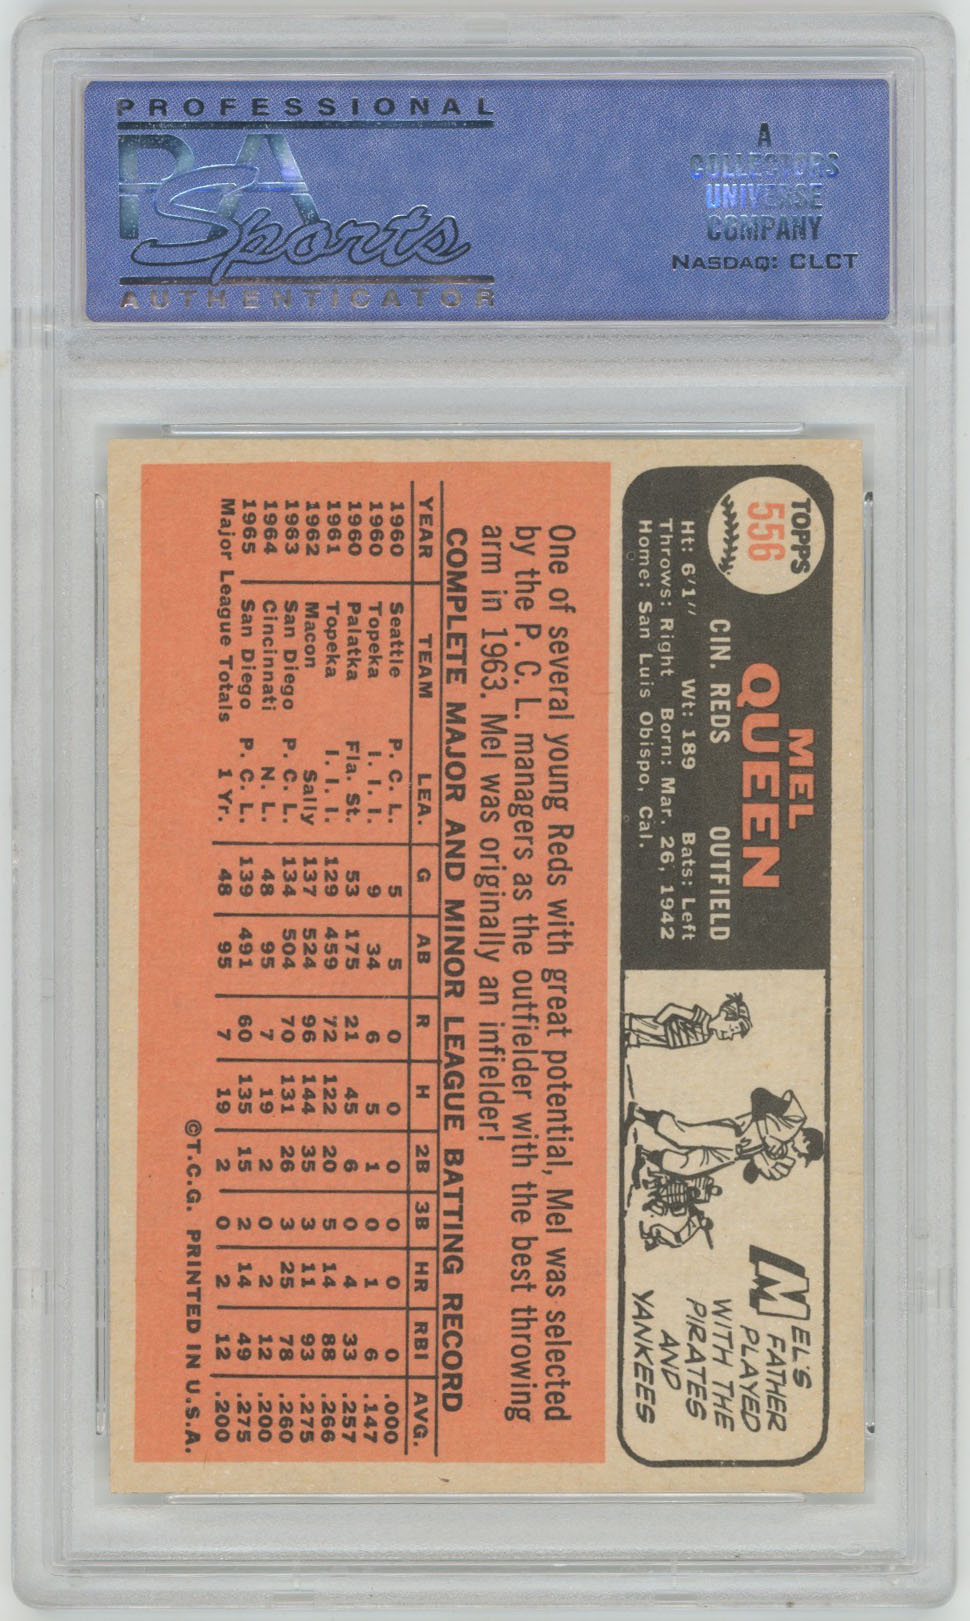 PROFESSIONAL
PSA
Sports
AUTHENTICATOR
A
COLLECTORS
UNIVERSE
COMPANY
NASDAQ: CLCT
TOPPS
556
MEL
QUEEN
CIN. REDS OUTFIELD
Ht: 6'1" Wt: 189 Bats: Left
Throws: Right Born: Mar. 26, 1942
Home: San Luis Obispo, Cal.
MEL'S
FATHER
PLAYED
WITH THE
PIRATES
AND
YANKEES
One of several young Reds with great potential, Mel was selected
by the P. C. L. managers as the outfielder with the best throwing
arm in 1963. Mel was originally an infielder!
COMPLETE MAJOR AND MINOR LEAGUE BATTING RECORD
YEAR TEAM LEA. G AB R H 2B 3B HR RBI AVG.
1960 Seattle P. C. L. 5 5 0 0 0 0 0 0 .000
1960 Topeka I. I. I. 9 34 6 5 1 0 1 6 .147
1960 Palatka Fla. St. 53 175 21 45 6 0 4 33 .257
1961 Topeka I. I. I. 129 459 72 122 20 5 14 88 .266
1962 Macon Sally 137 524 96 144 35 3 11 93 .275
1963 San Diego P. C. L. 134 504 70 131 26 3 25 78 .260
1964 Cincinnati N. L. 48 95 7 19 2 0 2 12 .200
1965 San Diego P. C. L. 139 491 60 135 15 2 14 49 .275
Major League Totals 1 Yr. 48 95 7 19 2 0 2 12 .200
©T.C.G. PRINTED IN U.S.A.